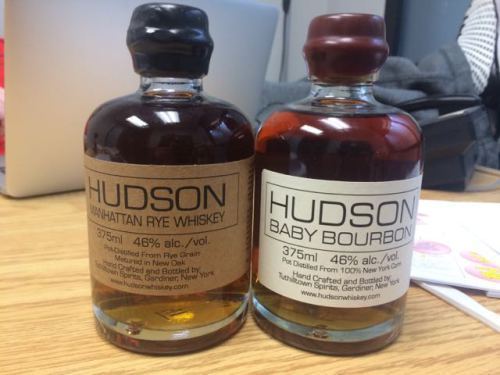 HUDSON
MANHATTAN RYE WHISKEY
375ml 46% alc./vol.
Pot Distilled From Rye Grain
Matured in New Oak
Hand Crafted and Bottled by
Tuthilltown Spirits, Gardiner, New York
www.hudsonwhiskey.com
HUDSON
BABY BOURBON
375ml 46% alc./vol.
Pot Distilled From 100% New York Corn
Hand Crafted and Bottled by
Tuthilltown Spirits, Gardiner, New York
www.hudsonwhiskey.com